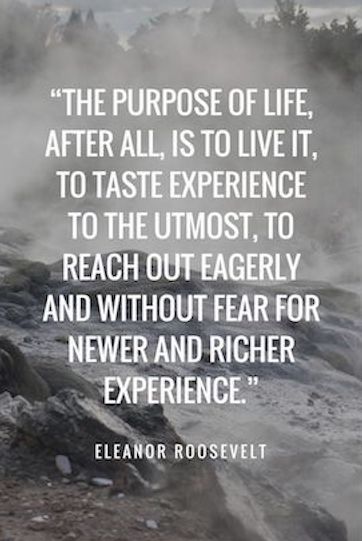 “THE PURPOSE OF LIFE,
AFTER ALL, IS TO LIVE IT,
TO TASTE EXPERIENCE
TO THE UTMOST, TO
REACH OUT EAGERLY
AND WITHOUT FEAR FOR
NEWER AND RICHER
EXPERIENCE.”
ELEANOR ROOSEVELT